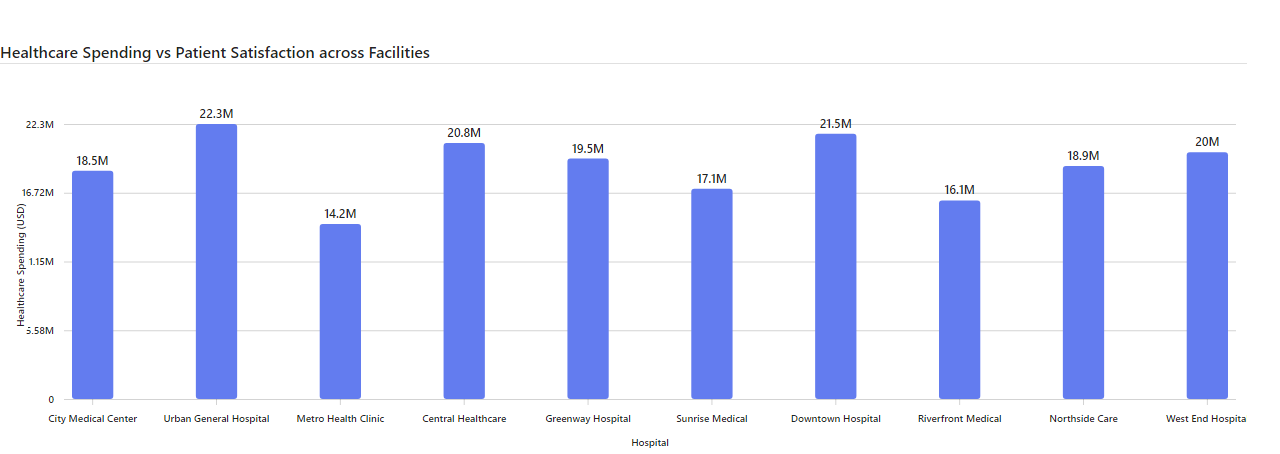 Healthcare Spending vs Patient Satisfaction across Facilities
22.3M
21.5M
20.8M
20M
19.5M
18.9M
18.5M
17.1M
16.1M
14.2M
22.3M
16.72M
1.15M
5.58M
0
Healthcare Spending (USD)
City Medical Center Urban General Hospital Metro Health Clinic Central Healthcare Greenway Hospital Sunrise Medical Downtown Hospital Riverfront Medical Northside Care West End Hospita
Hospital